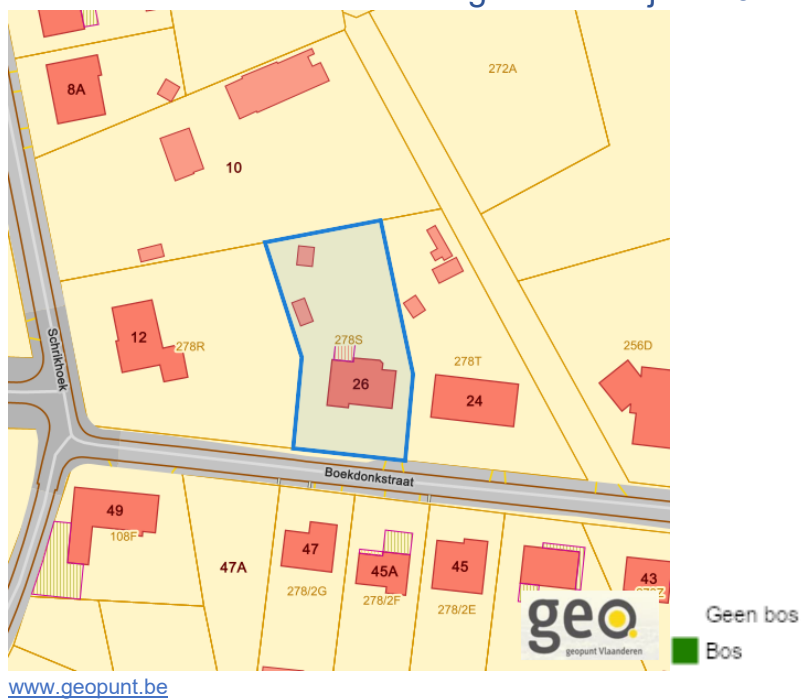 8A
272A
10
Schrikhoek
12
278R
278S
26
278T
24
256D
Boekdonkstraat
49
108F
47A
47
278/2G
45A
278/2F
45
278/2E
43
geo.
geopunt Vlaanderen
Geen bos
Bos
www.geopunt.be